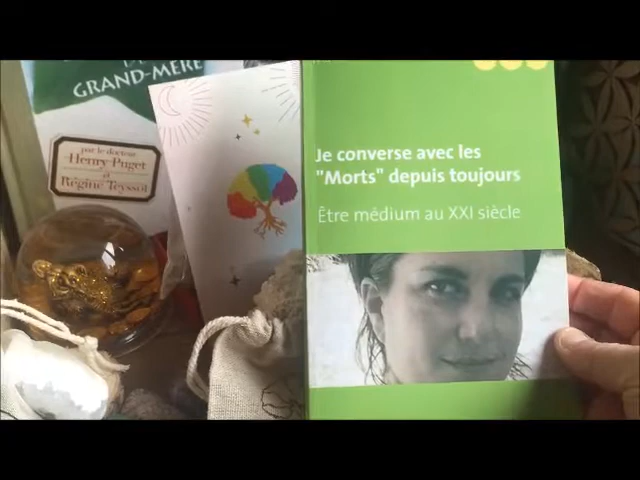 GRAND-MÈRE
par le docteur
Henry Puget
et
Régine Teyssot
Je converse avec les
"Morts" depuis toujours
Être médium au XXI siècle